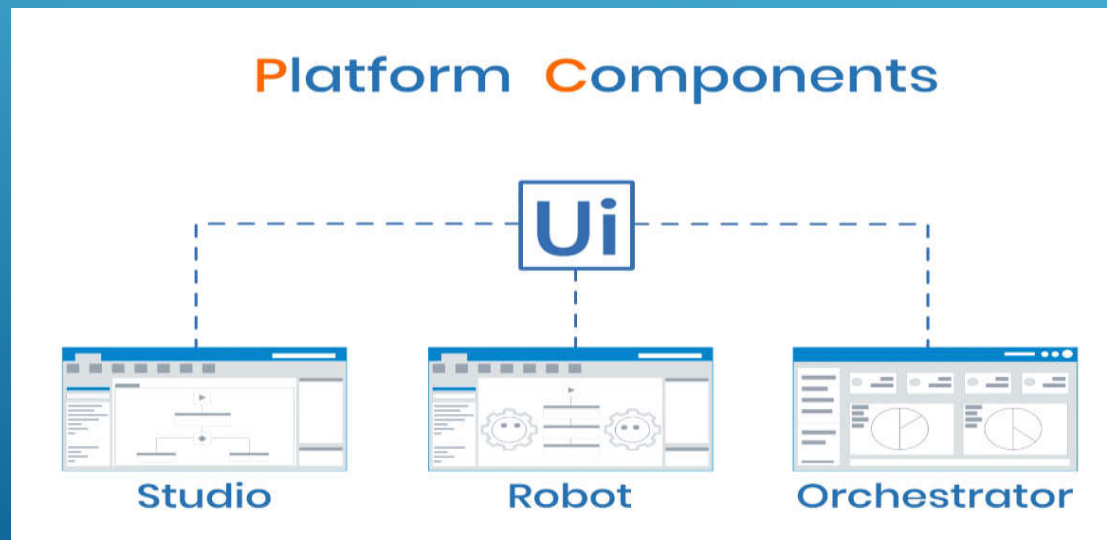 Platform Components
Ui
Studio
Robot
Orchestrator